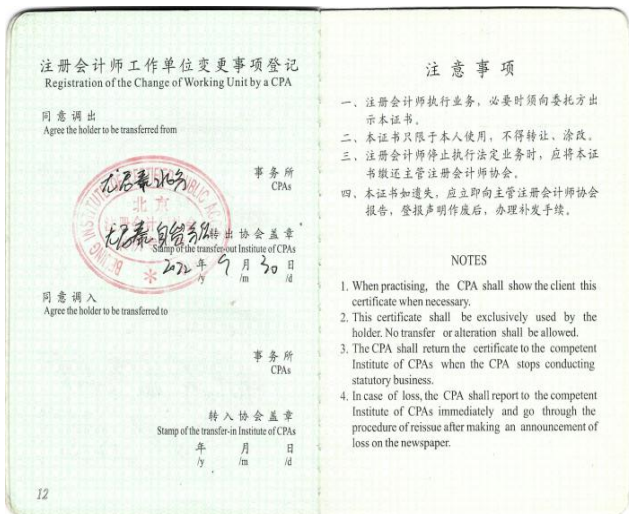 注册会计师工作单位变更事项登记
Registration of the Change of Working Unit by a CPA
同意调出
Agree the holder to be transferred from
事务所
CPAs
北京
转出协会盖章
Stamp of the transfer-out Institute of CPAs
2022年9月30日
/y /m /d
同意调入
Agree the holder to be transferred to
事务所
CPAs
转入协会盖章
Stamp of the transfer-in Institute of CPAs
年 月 日
/y /m /d
12
注意事项
一、注册会计师执行业务，必要时须向委托方出
示本证书。
二、本证书只限于本人使用，不得转让、涂改。
三、注册会计师停止执行法定业务时，应将本证
书缴还主管注册会计师协会。
四、本证书如遗失，应立即向主管注册会计师协会
报告，登报声明作废后，办理补发手续。
NOTES
1. When practising, the CPA shall show the client this
certificate when necessary.
2. This certificate shall be exclusively used by the
holder. No transfer or alteration shall be allowed.
3. The CPA shall return the certificate to the competent
Institute of CPAs when the CPA stops conducting
statutory business.
4. In case of loss, the CPA shall report to the competent
Institute of CPAs immediately and go through the
procedure of reissue after making an announcement of
loss on the newspaper.